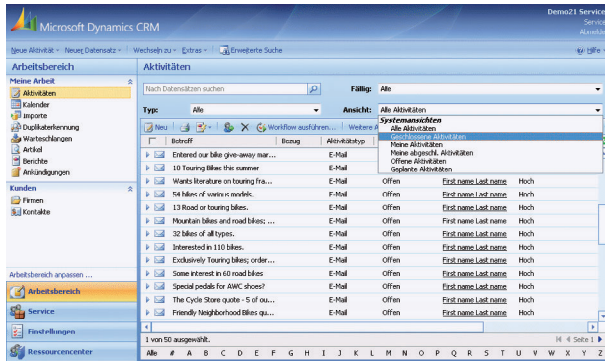 Microsoft Dynamics CRM
Demo21 Service
Service
Neue Aktivität Neuer Datensatz Wechseln zu Extras Erweiterte Suche Hilfe
Arbeitsbereich
Meine Arbeit
Aktivitäten
Kalender
Importe
Duplikaterkennung
Warteschlangen
Artikel
Berichte
Ankündigungen
Kunden
Firmen
Kontakte
Arbeitsbereich anpassen ...
Arbeitsbereich
Service
Einstellungen
Ressourcencenter
Aktivitäten
Nach Datensätzen suchen Fällig: Alle
Typ: Alle Ansicht: Alle Aktivitäten
Systemansichten
Alle Aktivitäten
Geschlossene Aktivitäten
Meine Aktivitäten
Meine abgeschl. Aktivitäten
Offene Aktivitäten
Geplante Aktivitäten
Neu Workflow ausführen... Weitere A
Betreff Bezug Aktivitätstyp
Entered our bike give-away mar... E-Mail
10 Touring Bikes this summer E-Mail
Wants literature on touring fra... E-Mail Offen First name Last name Hoch
54 bikes of various models. E-Mail Offen First name Last name Hoch
13 Road or touring bikes. E-Mail Offen First name Last name Hoch
Mountain bikes and road bikes; ... E-Mail Offen First name Last name Hoch
32 bikes of all types. E-Mail Offen First name Last name Hoch
Interested in 110 bikes. E-Mail Offen First name Last name Hoch
Exclusively Touring bikes; order... E-Mail Offen First name Last name Hoch
Some interest in 60 road bikes E-Mail Offen First name Last name Hoch
Special pedals for AWC shoes? E-Mail Offen First name Last name Hoch
The Cycle Store quote - 5 of ou... E-Mail Offen First name Last name Hoch
Friendly Neighborhood Bikes qu... E-Mail Offen First name Last name Hoch
1 von 50 ausgewählt. Seite 1
Alle # A B C D E F G H I J K L M N O P Q R S T U V W X Y Z